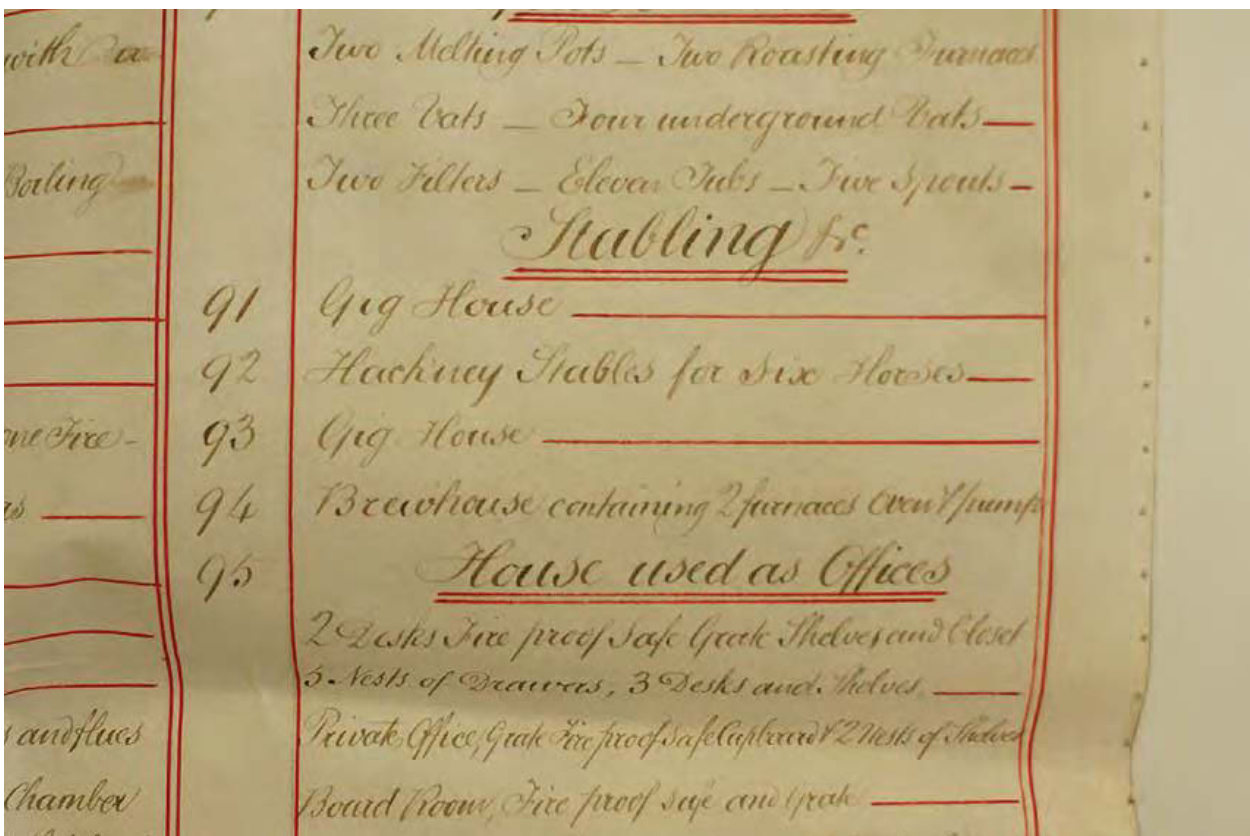 with a
Boiling
one Fire -
and flues
Chamber
Two Melting Pots — Two Roasting Furnaces
Three Vats — Four underground Vats —
Two Filters — Eleven Tubs — Five Spouts —
Stabling &c.
91 Gig House
92 Hackney Stables for Six Horses —
93 Gig House
94 Brewhouse containing 2 furnaces Oven & pump
95 House used as Offices
2 Desks Fire proof Safe Grate Shelves and Closet
5 Nests of Drawers, 3 Desks and Shelves
Private Office, Grate Fire proof Safe Cupboard & 2 Nests of Shelves
Board Room, Fire proof Safe and Grate